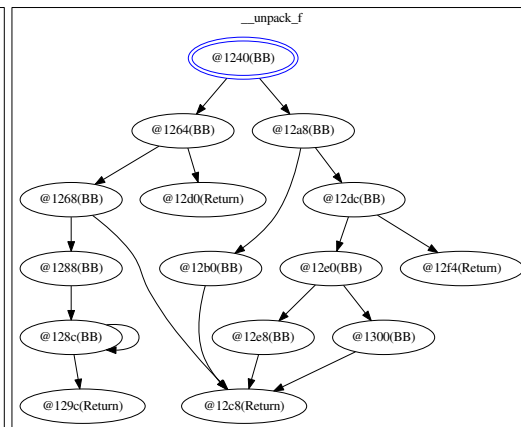 __unpack_f
@1240(BB)
@1264(BB) @12a8(BB)
@1268(BB) @12d0(Return) @12dc(BB)
@1288(BB) @12b0(BB) @12e0(BB) @12f4(Return)
@128c(BB) @12e8(BB) @1300(BB)
@129c(Return) @12c8(Return)